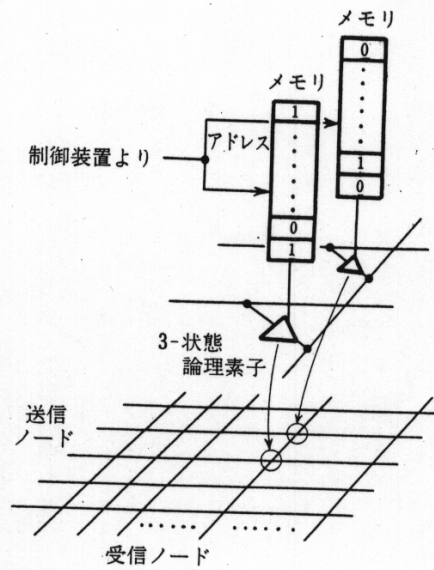 メモリ
0
1
0
メモリ
1
0
1
アドレス
制御装置より
3-状態
論理素子
送信
ノード
受信ノード